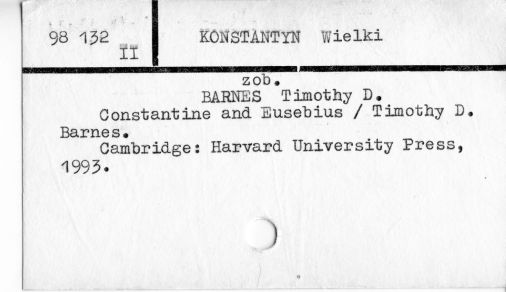 98 132
II
KONSTANTYN Wielki
zob.
BARNES Timothy D.
Constantine and Eusebius / Timothy D.
Barnes.
Cambridge: Harvard University Press,
1993.